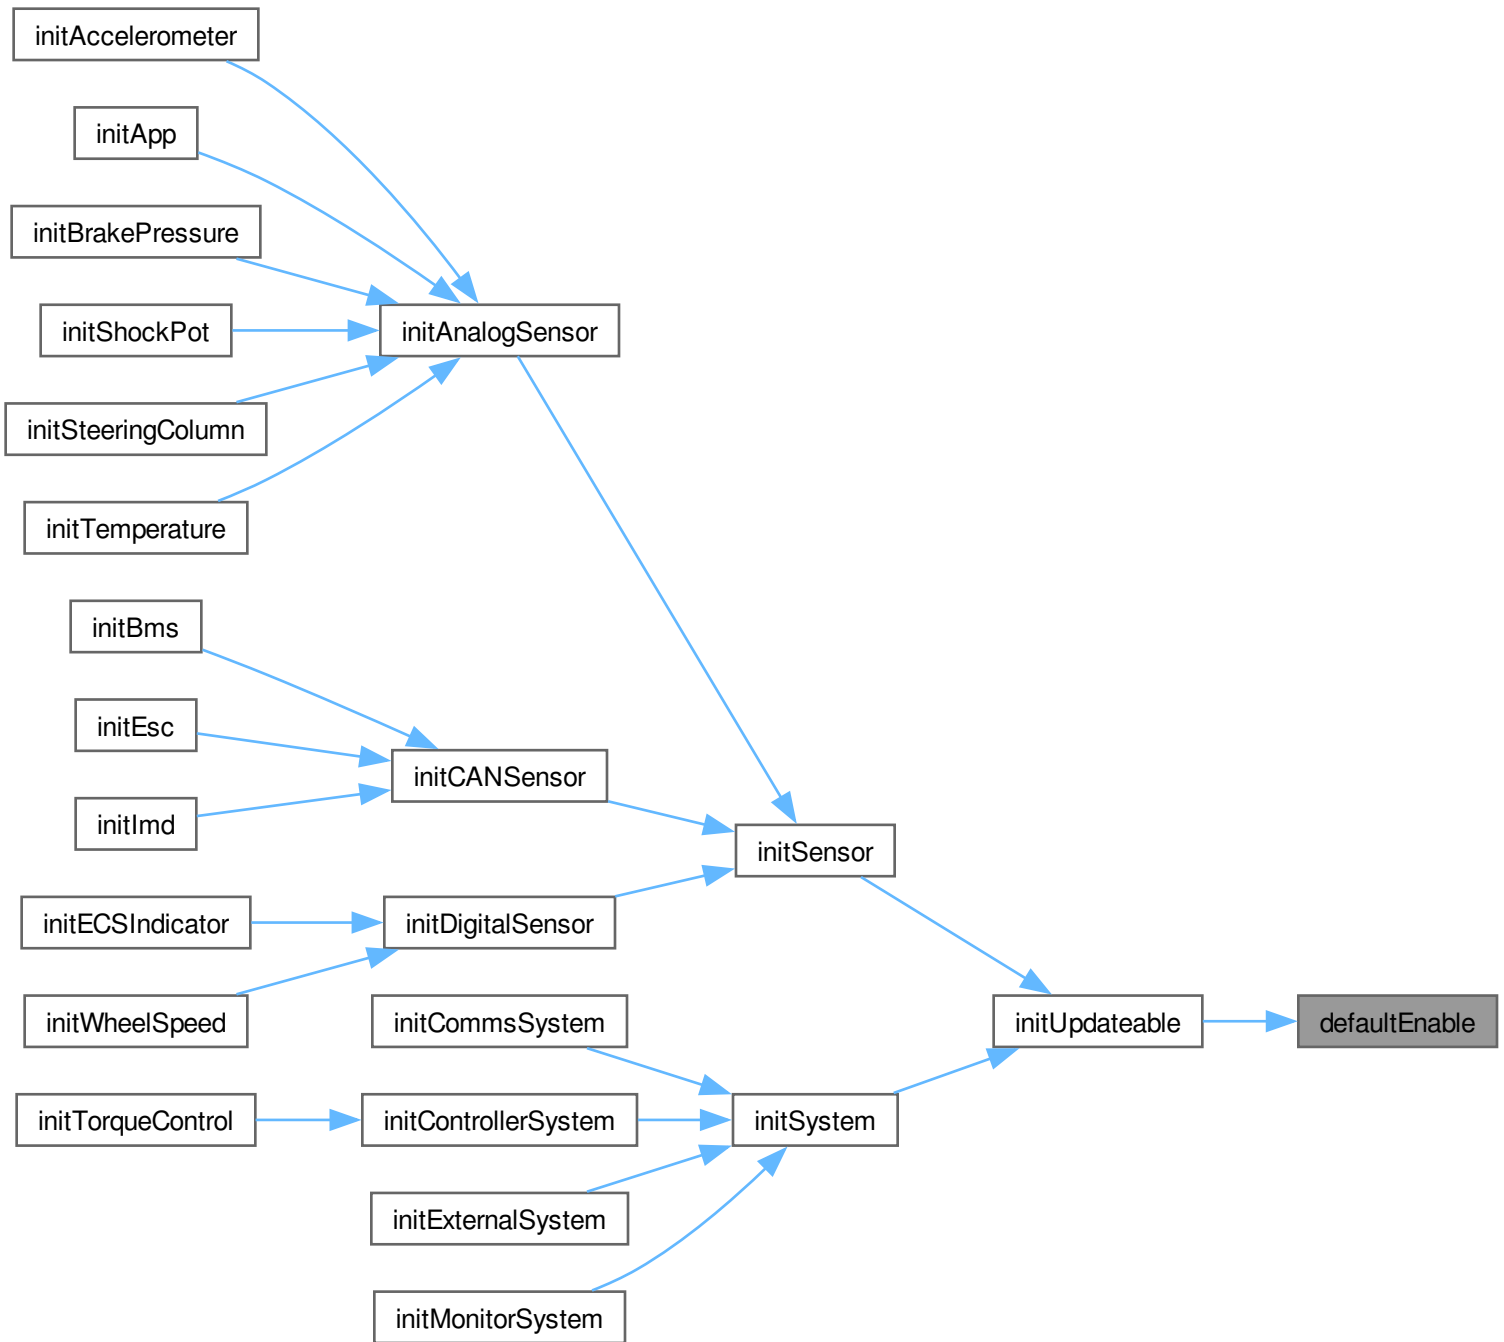 initAccelerometer
initApp
initBrakePressure
initShockPot
initAnalogSensor
initSteeringColumn
initTemperature
initBms
initEsc
initCANSensor
initImd
initSensor
initECSIndicator
initDigitalSensor
initWheelSpeed
initCommsSystem
initUpdateable
defaultEnable
initTorqueControl
initControllerSystem
initSystem
initExternalSystem
initMonitorSystem